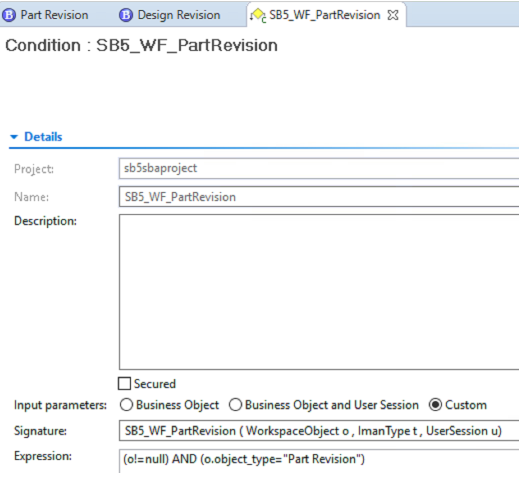 Part Revision Design Revision SB5_WF_PartRevision
Condition : SB5_WF_PartRevision
Details
Project: sb5sbaproject
Name: SB5_WF_PartRevision
Description:
Secured
Input parameters: Business Object Business Object and User Session Custom
Signature: SB5_WF_PartRevision ( WorkspaceObject o , ImanType t , UserSession u)
Expression: (o!=null) AND (o.object_type="Part Revision")